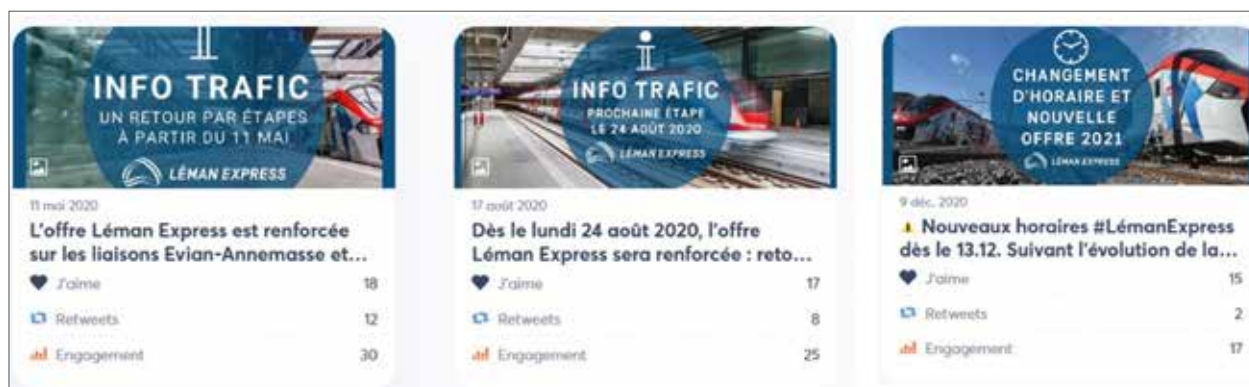 INFO TRAFIC
UN RETOUR PAR ÉTAPES
À PARTIR DU 11 MAI
LÉMAN EXPRESS
11 mai 2020
L'offre Léman Express est renforcée
sur les liaisons Evian-Annemasse et...
J'aime 18
Retweets 12
Engagement 30
INFO TRAFIC
PROCHAINE ÉTAPE
LE 24 AOÛT 2020
LÉMAN EXPRESS
17 août 2020
Dès le lundi 24 août 2020, l'offre
Léman Express sera renforcée : reto...
J'aime 17
Retweets 8
Engagement 25
CHANGEMENT
D'HORAIRE ET
NOUVELLE
OFFRE 2021
LÉMAN EXPRESS
9 déc. 2020
⚠ Nouveaux horaires #LémanExpress
dès le 13.12. Suivant l'évolution de la...
J'aime 15
Retweets 2
Engagement 17